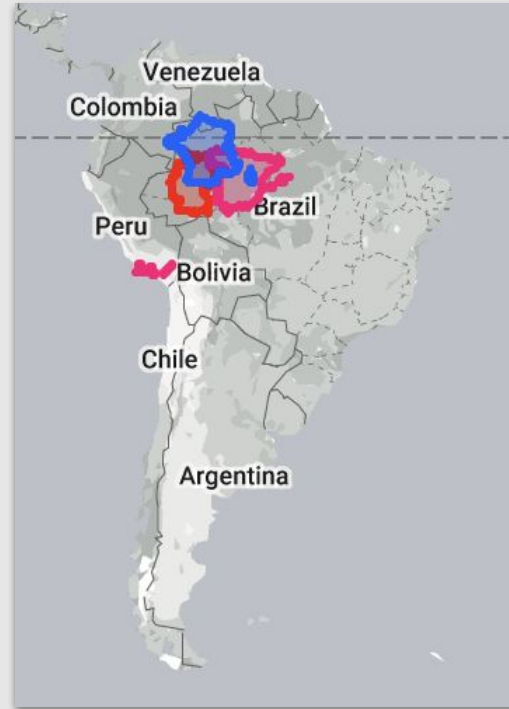 Venezuela
Colombia
Brazil
Peru
Bolivia
Chile
Argentina